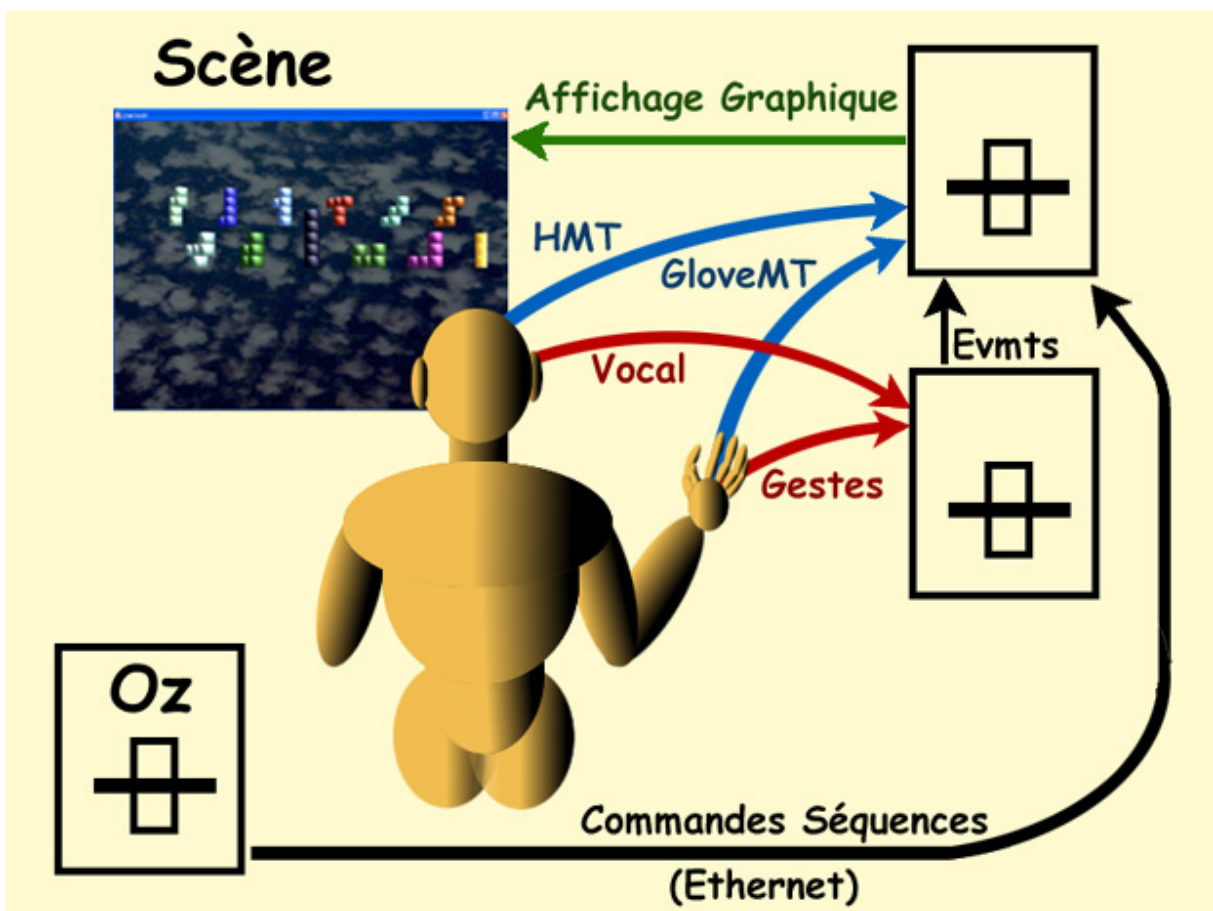 Scène
Affichage Graphique
HMT
GloveMT
Evmts
Vocal
Gestes
Oz
Commandes Séquences
(Ethernet)